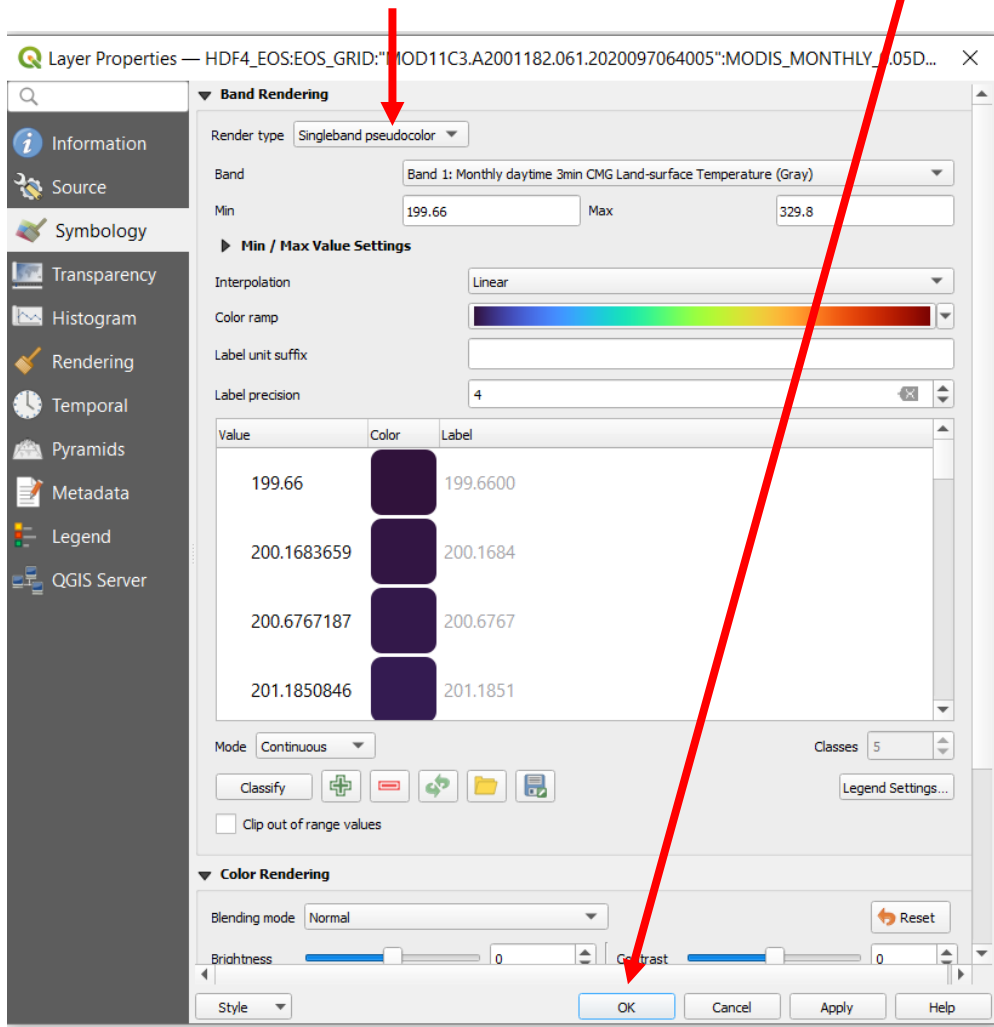 Layer Properties — HDF4_EOS:EOS_GRID:"MOD11C3.A2001182.061.2020097064005":MODIS_MONTHLY_0.05D...
Information
Source
Symbology
Transparency
Histogram
Rendering
Temporal
Pyramids
Metadata
Legend
QGIS Server
Band Rendering
Render type Singleband pseudocolor
Band Band 1: Monthly daytime 3min CMG Land-surface Temperature (Gray)
Min 199.66 Max 329.8
Min / Max Value Settings
Interpolation Linear
Color ramp
Label unit suffix
Label precision 4
Value Color Label
199.66 199.6600
200.1683659 200.1684
200.6767187 200.6767
201.1850846 201.1851
Mode Continuous Classes 5
Classify Legend Settings...
Clip out of range values
Color Rendering
Blending mode Normal Reset
Brightness 0 Contrast 0
Style OK Cancel Apply Help